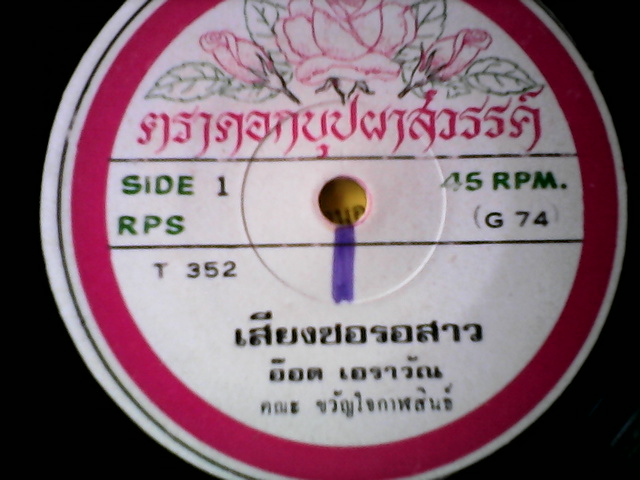 ตราดอกบุปผาสวรรค์
SIDE 1 45 RPM.
RPS (G 74)
T 352
เสียงซอรอสาว
อ๊อด เอราวัณ
คณะ ขวัญใจกาฬสินธุ์